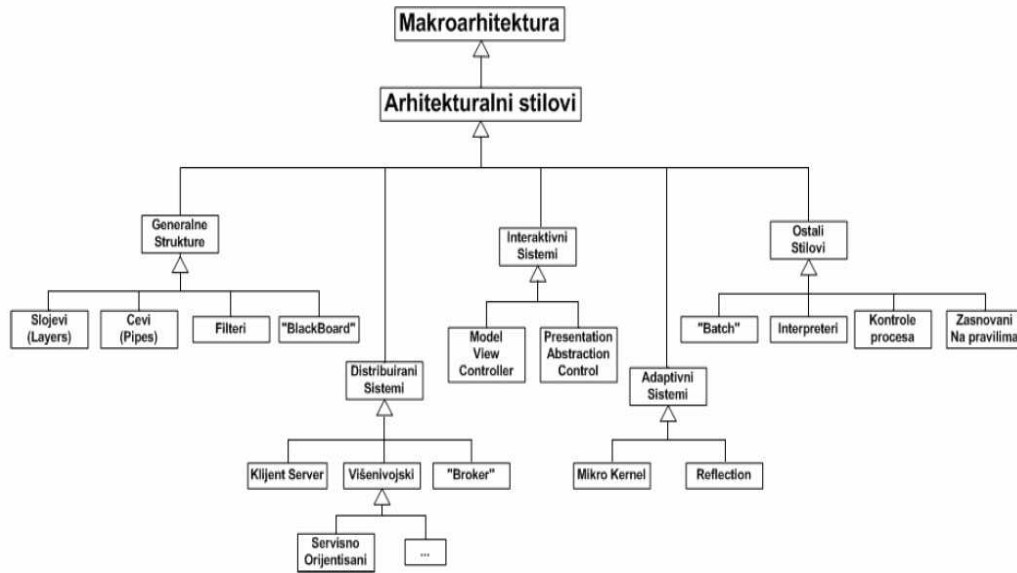 Makroarhitektura
Arhitekturalni stilovi
Generalne
Strukture
Interaktivni
Sistemi
Ostali
Stilovi
Slojevi
(Layers)
Cevi
(Pipes)
Filteri
"BlackBoard"
Model
View
Controller
Presentation
Abstraction
Control
"Batch"
Interpreteri
Kontrole
procesa
Zasnovani
Na pravilima
Distribuirani
Sistemi
Adaptivni
Sistemi
Klijent Server
Višenivojski
"Broker"
Mikro Kernel
Reflection
Servisno
Orijentisani
...